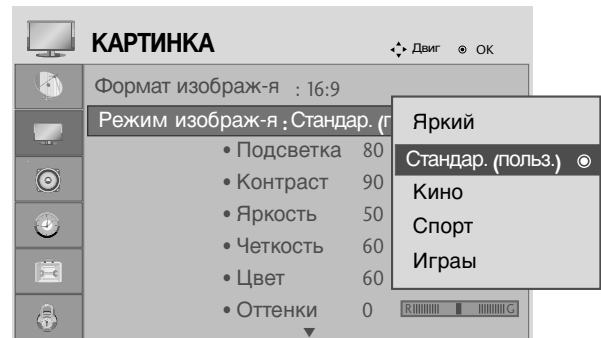 КАРТИНКА
Двиг ОК
Формат изображ-я : 16:9
Режим изображ-я : Стандар. (г
• Подсветка 80
• Контраст 90
• Яркость 50
• Четкость 60
• Цвет 60
• Оттенки 0 R G
Яркий
Стандар. (польз.)
Кино
Спорт
Играы